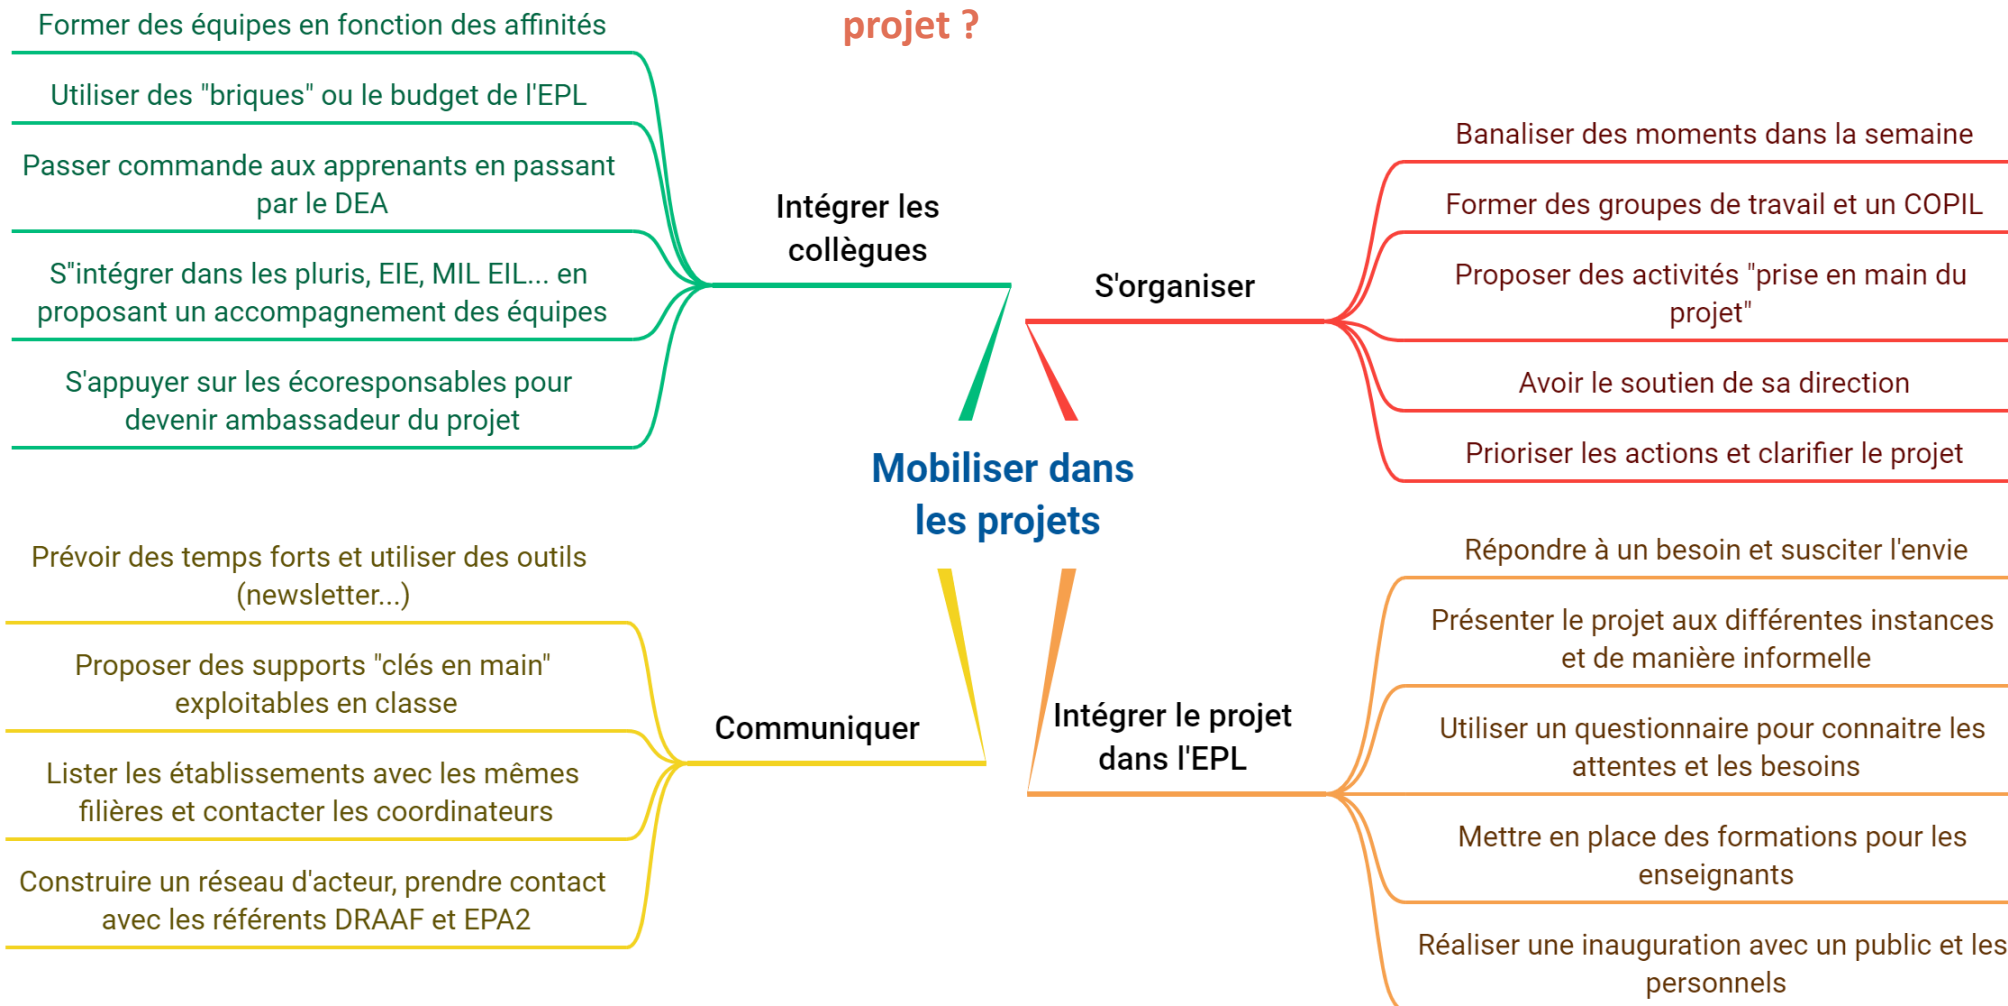 projet ?
Former des équipes en fonction des affinités
Utiliser des "briques" ou le budget de l'EPL
Passer commande aux apprenants en passant
par le DEA
S"intégrer dans les pluris, EIE, MIL EIL... en
proposant un accompagnement des équipes
S'appuyer sur les écoresponsables pour
devenir ambassadeur du projet
Intégrer les
collègues
S'organiser
Banaliser des moments dans la semaine
Former des groupes de travail et un COPIL
Proposer des activités "prise en main du
projet"
Avoir le soutien de sa direction
Prioriser les actions et clarifier le projet
Mobiliser dans
les projets
Prévoir des temps forts et utiliser des outils
(newsletter...)
Proposer des supports "clés en main"
exploitables en classe
Lister les établissements avec les mêmes
filières et contacter les coordinateurs
Construire un réseau d'acteur, prendre contact
avec les référents DRAAF et EPA2
Communiquer
Intégrer le projet
dans l'EPL
Répondre à un besoin et susciter l'envie
Présenter le projet aux différentes instances
et de manière informelle
Utiliser un questionnaire pour connaitre les
attentes et les besoins
Mettre en place des formations pour les
enseignants
Réaliser une inauguration avec un public et les
personnels